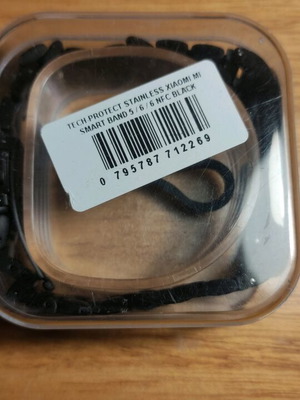 TECH-PROTECT STAINLESS XIAOMI MI
SMART BAND 5 / 6 / 6 NFC BLACK
0 795787 712269